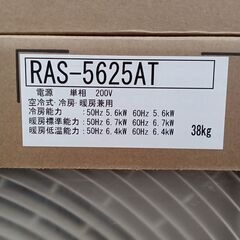 RAS-5625AT
電源 単相 200V
空冷式・冷房・暖房兼用
冷房能力 : 50Hz 5.6kW 60Hz 5.6kW
暖房標準能力 : 50Hz 6.7kW 60Hz 6.7kW
暖房低温能力 : 50Hz 6.4kW 60Hz 6.4kW
38kg